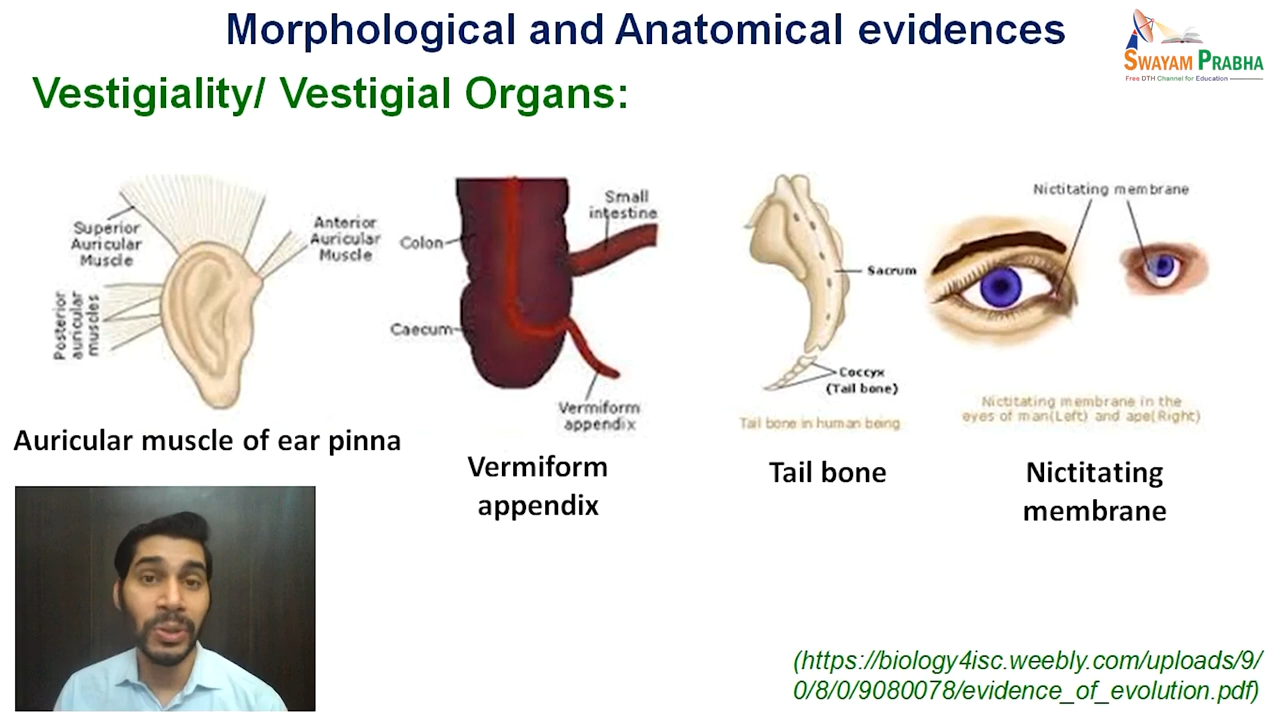 Morphological and Anatomical evidences
SWAYAM PRABHA
Free DTH Channel for Education
Vestigiality/ Vestigial Organs:
Superior
Auricular
Muscle
Anterior
Auricular
Muscle
Posterior
auricular
muscles
Auricular muscle of ear pinna
Small
intestine
Colon
Caecum
Vermiform
appendix
Vermiform
appendix
Sacrum
Coccyx
(Tail bone)
Tail bone in human being
Tail bone
Nictitating membrane
Nictitating membrane in the
eyes of man(Left) and ape(Right)
Nictitating
membrane
(https://biology4isc.weebly.com/uploads/9/
0/8/0/9080078/evidence_of_evolution.pdf)